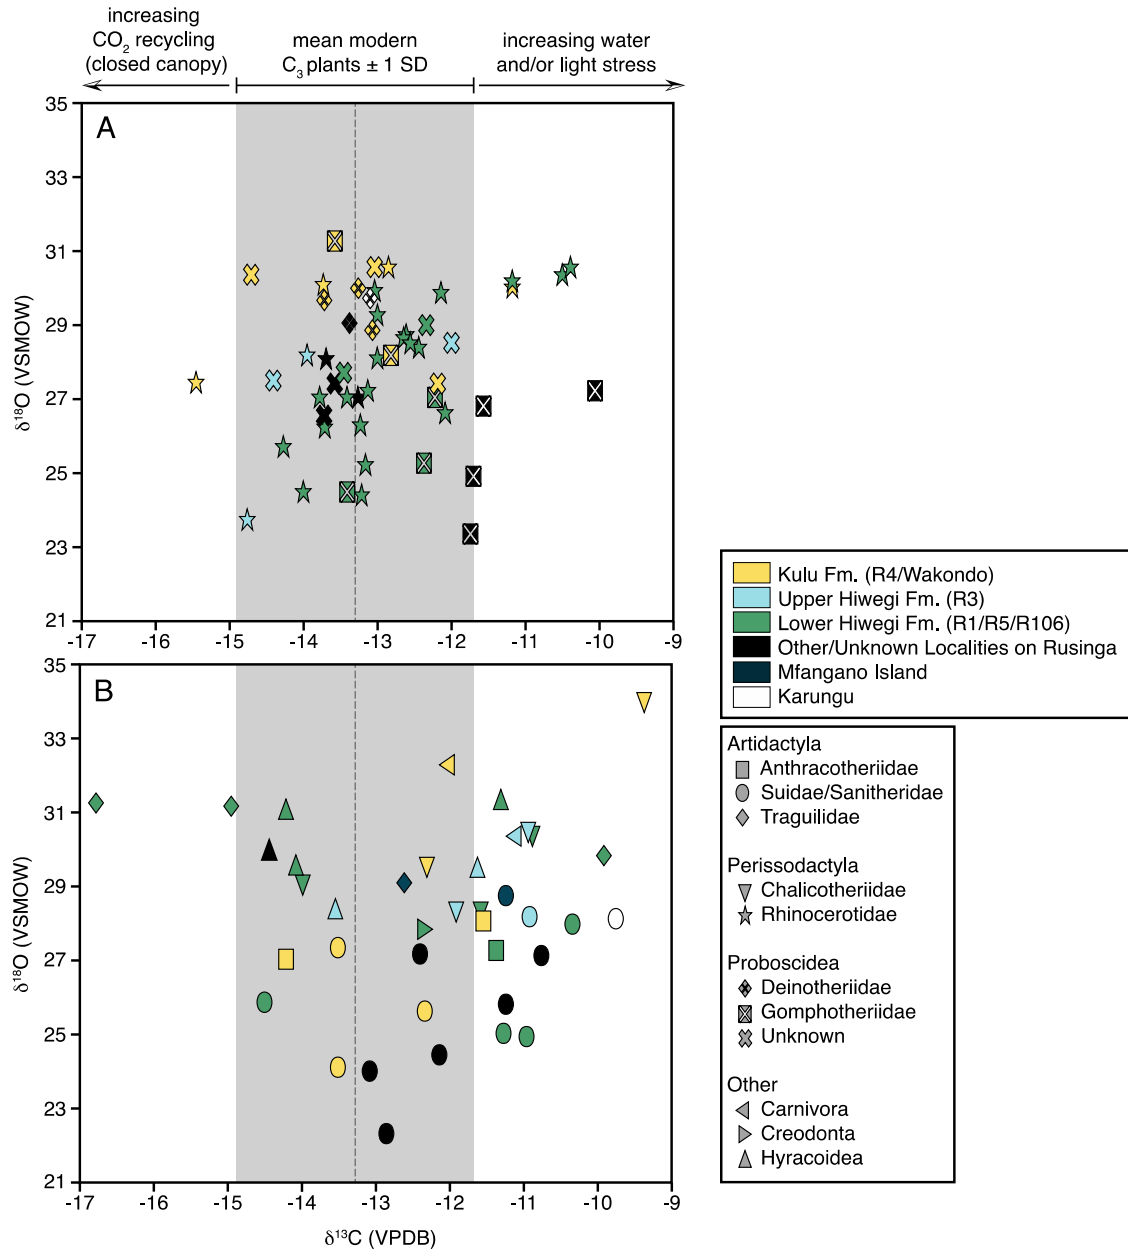 increasing
CO2 recycling
(closed canopy)
mean modern
C3 plants ± 1 SD
increasing water
and/or light stress
A
35
33
31
29
27
25
23
21
δ18O (VSMOW)
-17 -16 -15 -14 -13 -12 -11 -10 -9
B
35
33
31
29
27
25
23
21
δ18O (VSMOW)
-17 -16 -15 -14 -13 -12 -11 -10 -9
δ13C (VPDB)
Kulu Fm. (R4/Wakondo)
Upper Hiwegi Fm. (R3)
Lower Hiwegi Fm. (R1/R5/R106)
Other/Unknown Localities on Rusinga
Mfangano Island
Karungu
Artidactyla
Anthracotheriidae
Suidae/Sanitheridae
Traguilidae
Perissodactyla
Chalicotheriidae
Rhinocerotidae
Proboscidea
Deinotheriidae
Gomphotheriidae
Unknown
Other
Carnivora
Creodonta
Hyracoidea